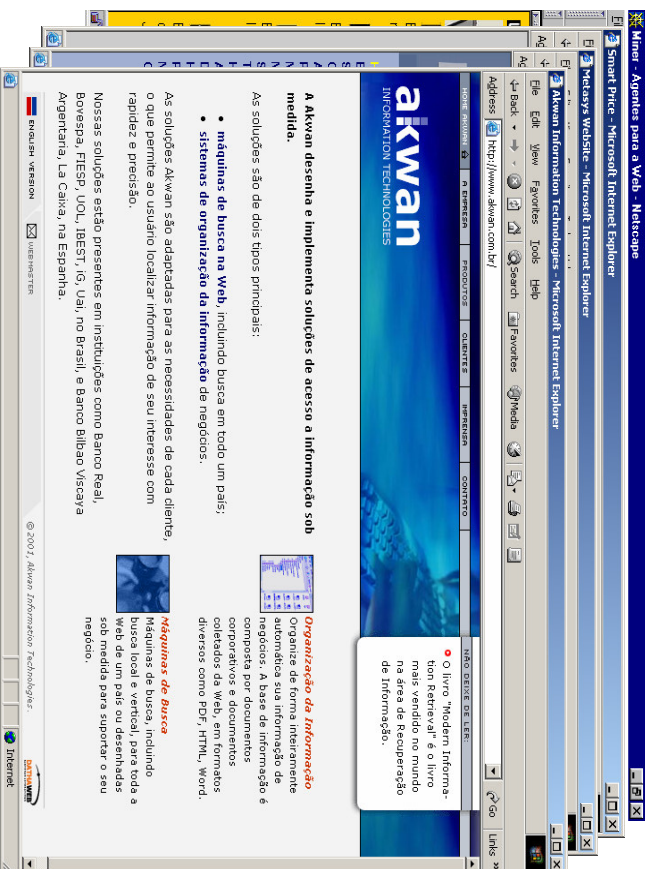 Miner - Agentes para a Web - Netscape
Smart Price - Microsoft Internet Explorer
Metasys WebSite - Microsoft Internet Explorer
Akwan Information Technologies - Microsoft Internet Explorer
File Edit View Favorites Tools Help
Back Search Favorites Media
Address http://www.akwan.com.br/ Go Links »
HOME AKWAN A EMPRESA PRODUTOS CLIENTES IMPRENSA CONTATO
NÃO DEIXE DE LER:
akwan
INFORMATION TECHNOLOGIES
O livro "Modern Informa-
tion Retrieval" é o livro
mais vendido no mundo
na área de Recuperação
de Informação.
A Akwan desenha e implementa soluções de acesso a informação sob
medida.
As soluções são de dois tipos principais:
• máquinas de busca na Web, incluindo busca em todo um país;
• sistemas de organização da informação de negócios.
As soluções Akwan são adaptadas para as necessidades de cada cliente,
o que permite ao usuário localizar informação de seu interesse com
rapidez e precisão.
Nossas soluções estão presentes em instituições como Banco Real,
Bovespa, FIESP, UOL, IBEST, iG, Uai, no Brasil, e Banco Bilbao Viscaya
Argentaria, La Caixa, na Espanha.
Organização da Informação
Organize de forma inteiramente
automática sua informação de
negócios. A base de informação é
composta por documentos
corporativos e documentos
coletados da Web, em formatos
diversos como PDF, HTML, Word.
Máquinas de Busca
Máquinas de busca, incluindo
busca local e vertical, para toda a
Web de um país ou desenhadas
sob medida para suportar o seu
negócio.
ENGLISH VERSION WEBMASTER
© 2001, Akwan Information Technologies.
DATHAWEB
Internet